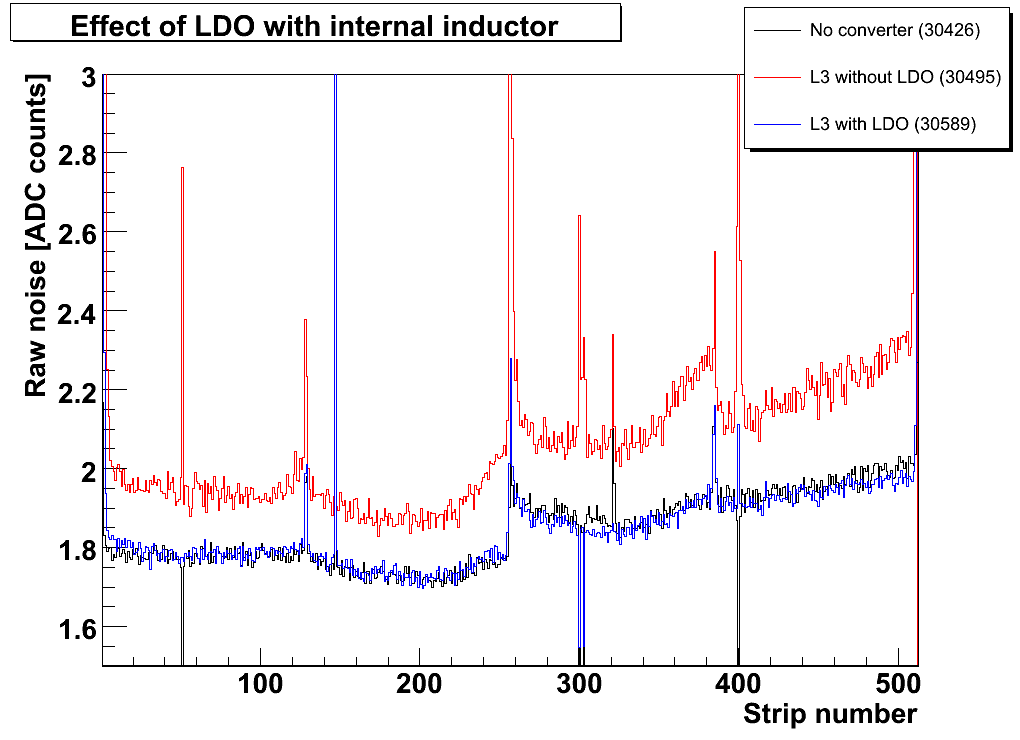 Effect of LDO with internal inductor
No converter (30426)
L3 without LDO (30495)
L3 with LDO (30589)
Raw noise [ADC counts]
3
2.8
2.6
2.4
2.2
2
1.8
1.6
100 200 300 400 500
Strip number